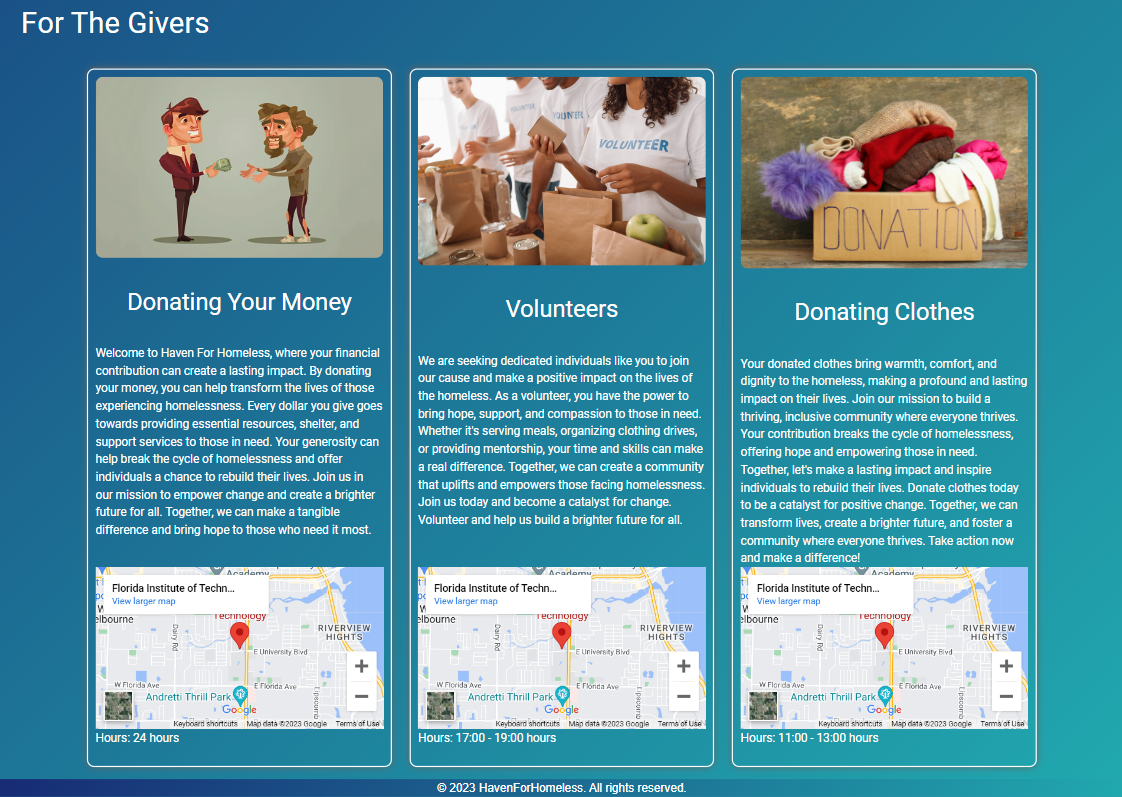 For The Givers
VOLUNTEER
VOLUNTEER
VOLUNTEER
DONATION
Donating Your Money
Volunteers
Donating Clothes
Welcome to Haven For Homeless, where your financial
contribution can create a lasting impact. By donating
your money, you can help transform the lives of those
experiencing homelessness. Every dollar you give goes
towards providing essential resources, shelter, and
support services to those in need. Your generosity can
help break the cycle of homelessness and offer
individuals a chance to rebuild their lives. Join us in
our mission to empower change and create a brighter
future for all. Together, we can make a tangible
difference and bring hope to those who need it most.
We are seeking dedicated individuals like you to join
our cause and make a positive impact on the lives of
the homeless. As a volunteer, you have the power to
bring hope, support, and compassion to those in need.
Whether it's serving meals, organizing clothing drives,
or providing mentorship, your time and skills can make
a real difference. Together, we can create a community
that uplifts and empowers those facing homelessness.
Join us today and become a catalyst for change.
Volunteer and help us build a brighter future for all.
Your donated clothes bring warmth, comfort, and
dignity to the homeless, making a profound and lasting
impact on their lives. Join our mission to build a
thriving, inclusive community where everyone thrives.
Your contribution breaks the cycle of homelessness,
offering hope and empowering those in need.
Together, let's make a lasting impact and inspire
individuals to rebuild their lives. Donate clothes today
to be a catalyst for positive change. Together, we can
transform lives, create a brighter future, and foster a
community where everyone thrives. Take action now
and make a difference!
Academy
Florida Institute of Techn...
View larger map
Technology
elbourne
Dairy Rd
RIVERVIEW
HIGHTS
E University Blvd
W Florida Ave
E Florida Ave
Lipscomb
Andretti Thrill Park
Google
Keyboard shortcuts
Map data ©2023 Google
Terms of Use
Hours: 24 hours
Academy
Florida Institute of Techn...
View larger map
Technology
elbourne
Dairy Rd
RIVERVIEW
HIGHTS
E University Blvd
W Florida Ave
E Florida Ave
Lipscomb
Andretti Thrill Park
Google
Keyboard shortcuts
Map data ©2023 Google
Terms of Use
Hours: 17:00 - 19:00 hours
Academy
Florida Institute of Techn...
View larger map
Technology
elbourne
Dairy Rd
RIVERVIEW
HIGHTS
E University Blvd
W Florida Ave
E Florida Ave
Lipscomb
Andretti Thrill Park
Google
Keyboard shortcuts
Map data ©2023 Google
Terms of Use
Hours: 11:00 - 13:00 hours
© 2023 HavenForHomeless. All rights reserved.